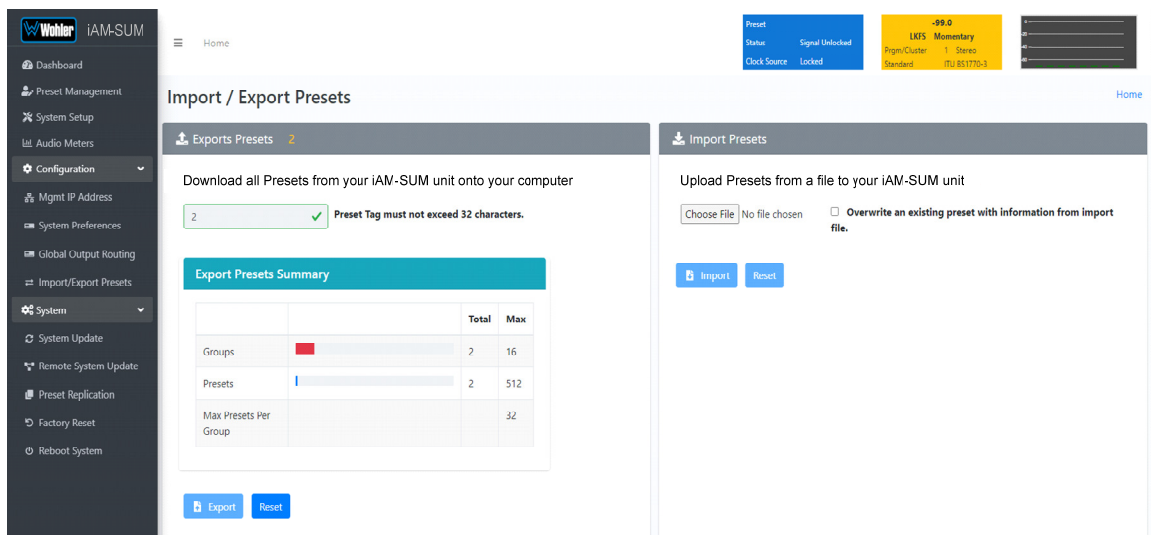 Wohler iAM-SUM
Dashboard
Preset Management
System Setup
Audio Meters
Configuration
Mgmt IP Address
System Preferences
Global Output Routing
Import/Export Presets
System
System Update
Remote System Update
Preset Replication
Factory Reset
Reboot System
Home
Preset
Status Signal Unlocked
Clock Source Locked
-99.0
LKFS Momentary
Prgm/Cluster 1 Stereo
Standard ITU BS1770-3
Import / Export Presets
Home
Exports Presets 2
Download all Presets from your iAM-SUM unit onto your computer
2
Preset Tag must not exceed 32 characters.
Export Presets Summary
Total Max
Groups 2 16
Presets 2 512
Max Presets Per
Group
32
Export Reset
Import Presets
Upload Presets from a file to your iAM-SUM unit
Choose File No file chosen
Overwrite an existing preset with information from import
file.
Import Reset